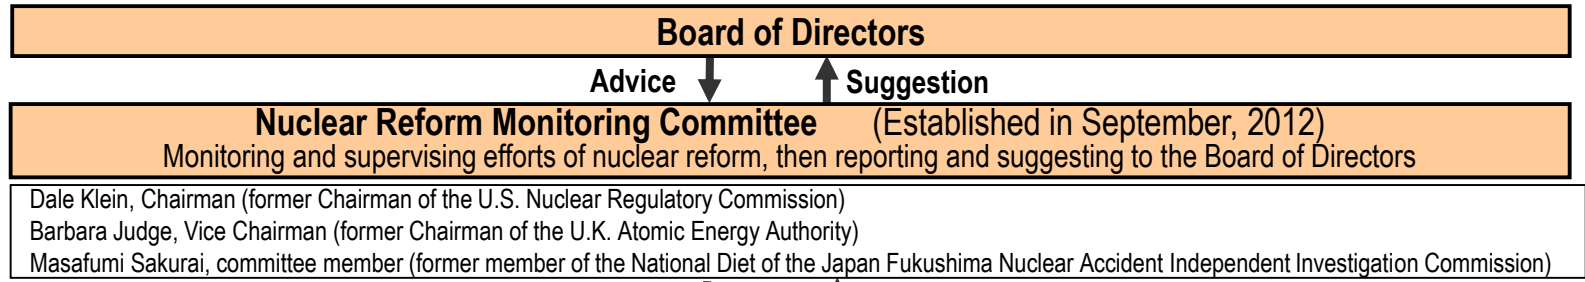 Board of Directors
Advice
Suggestion
Nuclear Reform Monitoring Committee (Established in September, 2012)
Monitoring and supervising efforts of nuclear reform, then reporting and suggesting to the Board of Directors
Dale Klein, Chairman (former Chairman of the U.S. Nuclear Regulatory Commission)
Barbara Judge, Vice Chairman (former Chairman of the U.K. Atomic Energy Authority)
Masafumi Sakurai, committee member (former member of the National Diet of the Japan Fukushima Nuclear Accident Independent Investigation Commission)